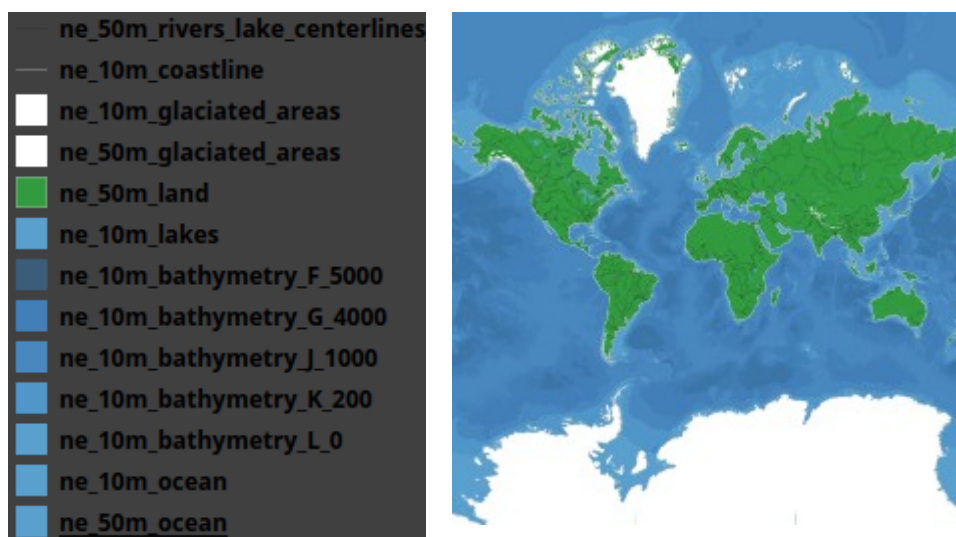 ne_50m_rivers_lake_centerlines
ne_10m_coastline
ne_10m_glaciated_areas
ne_50m_glaciated_areas
ne_50m_land
ne_10m_lakes
ne_10m_bathymetry_F_5000
ne_10m_bathymetry_G_4000
ne_10m_bathymetry_J_1000
ne_10m_bathymetry_K_200
ne_10m_bathymetry_L_0
ne_10m_ocean
ne_50m_ocean